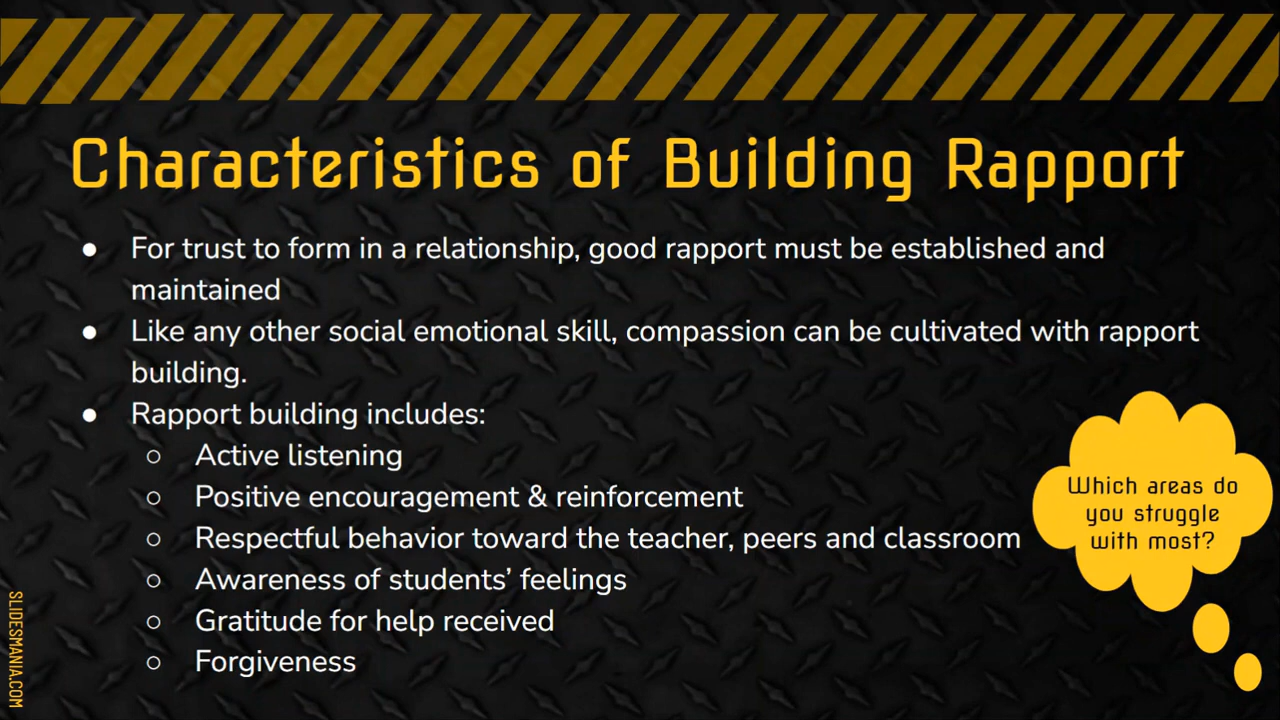 Characteristics of Building Rapport
● For trust to form in a relationship, good rapport must be established and
maintained
● Like any other social emotional skill, compassion can be cultivated with rapport
building.
● Rapport building includes:
○ Active listening
○ Positive encouragement & reinforcement
○ Respectful behavior toward the teacher, peers and classroom
○ Awareness of students’ feelings
○ Gratitude for help received
○ Forgiveness
Which areas do
you struggle
with most?
SLIDESMANIA.COM